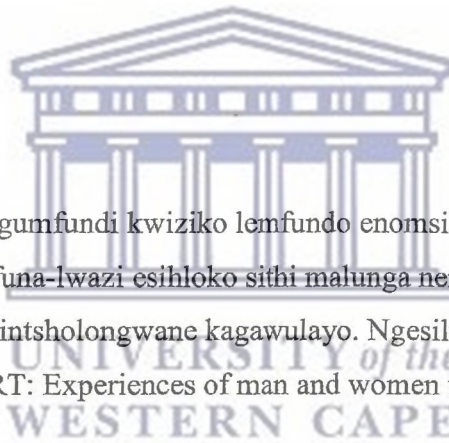 gumfundi kwiziko lemfundo enomsi
funa-lwazi esihloko sithi malunga ne
intsholongwane kagawulayo. Ngesil
UNIVERSITY of the
RT: Experiences of man and women
WESTERN CAPE